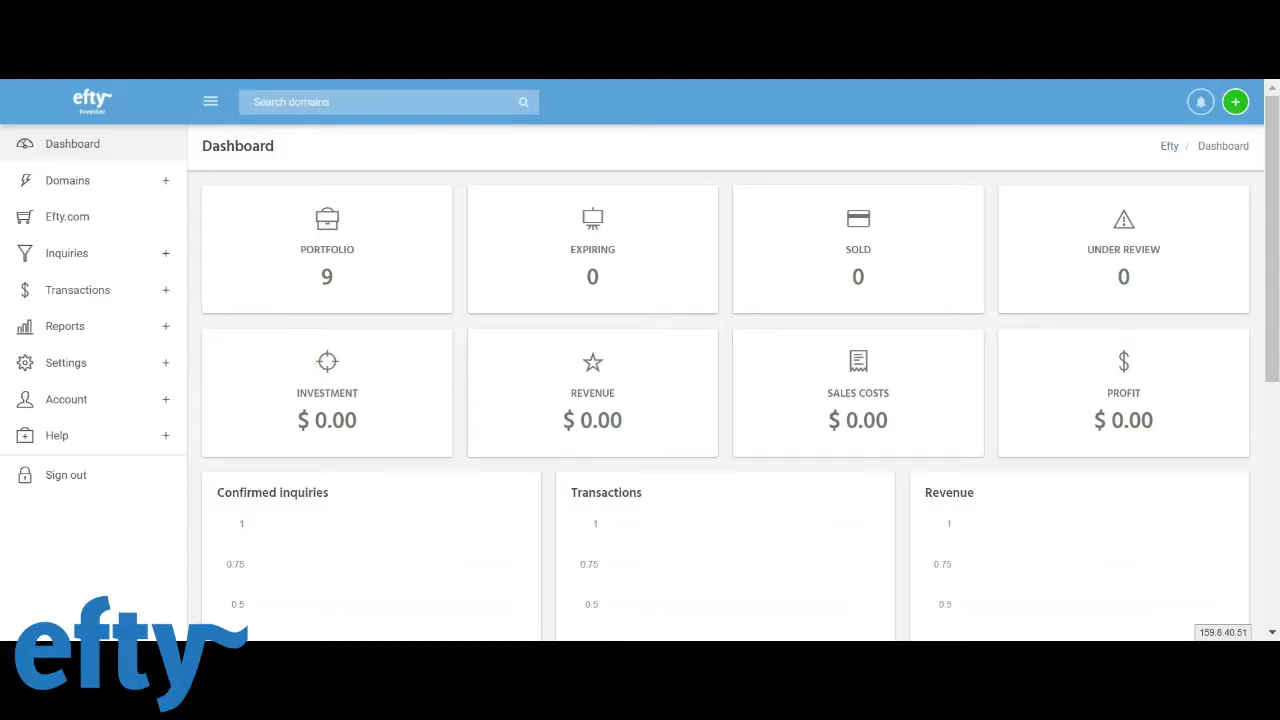 efty~
Investor
Search domains
+
Dashboard
Domains +
Efty.com
Inquiries +
Transactions +
Reports +
Settings +
Account +
Help +
Sign out
Dashboard
Efty / Dashboard
PORTFOLIO
9
EXPIRING
0
SOLD
0
UNDER REVIEW
0
INVESTMENT
$ 0.00
REVENUE
$ 0.00
SALES COSTS
$ 0.00
PROFIT
$ 0.00
Confirmed inquiries
1
0.75
0.5
Transactions
1
0.75
0.5
Revenue
1
0.75
0.5
159.8.40.51
efty~